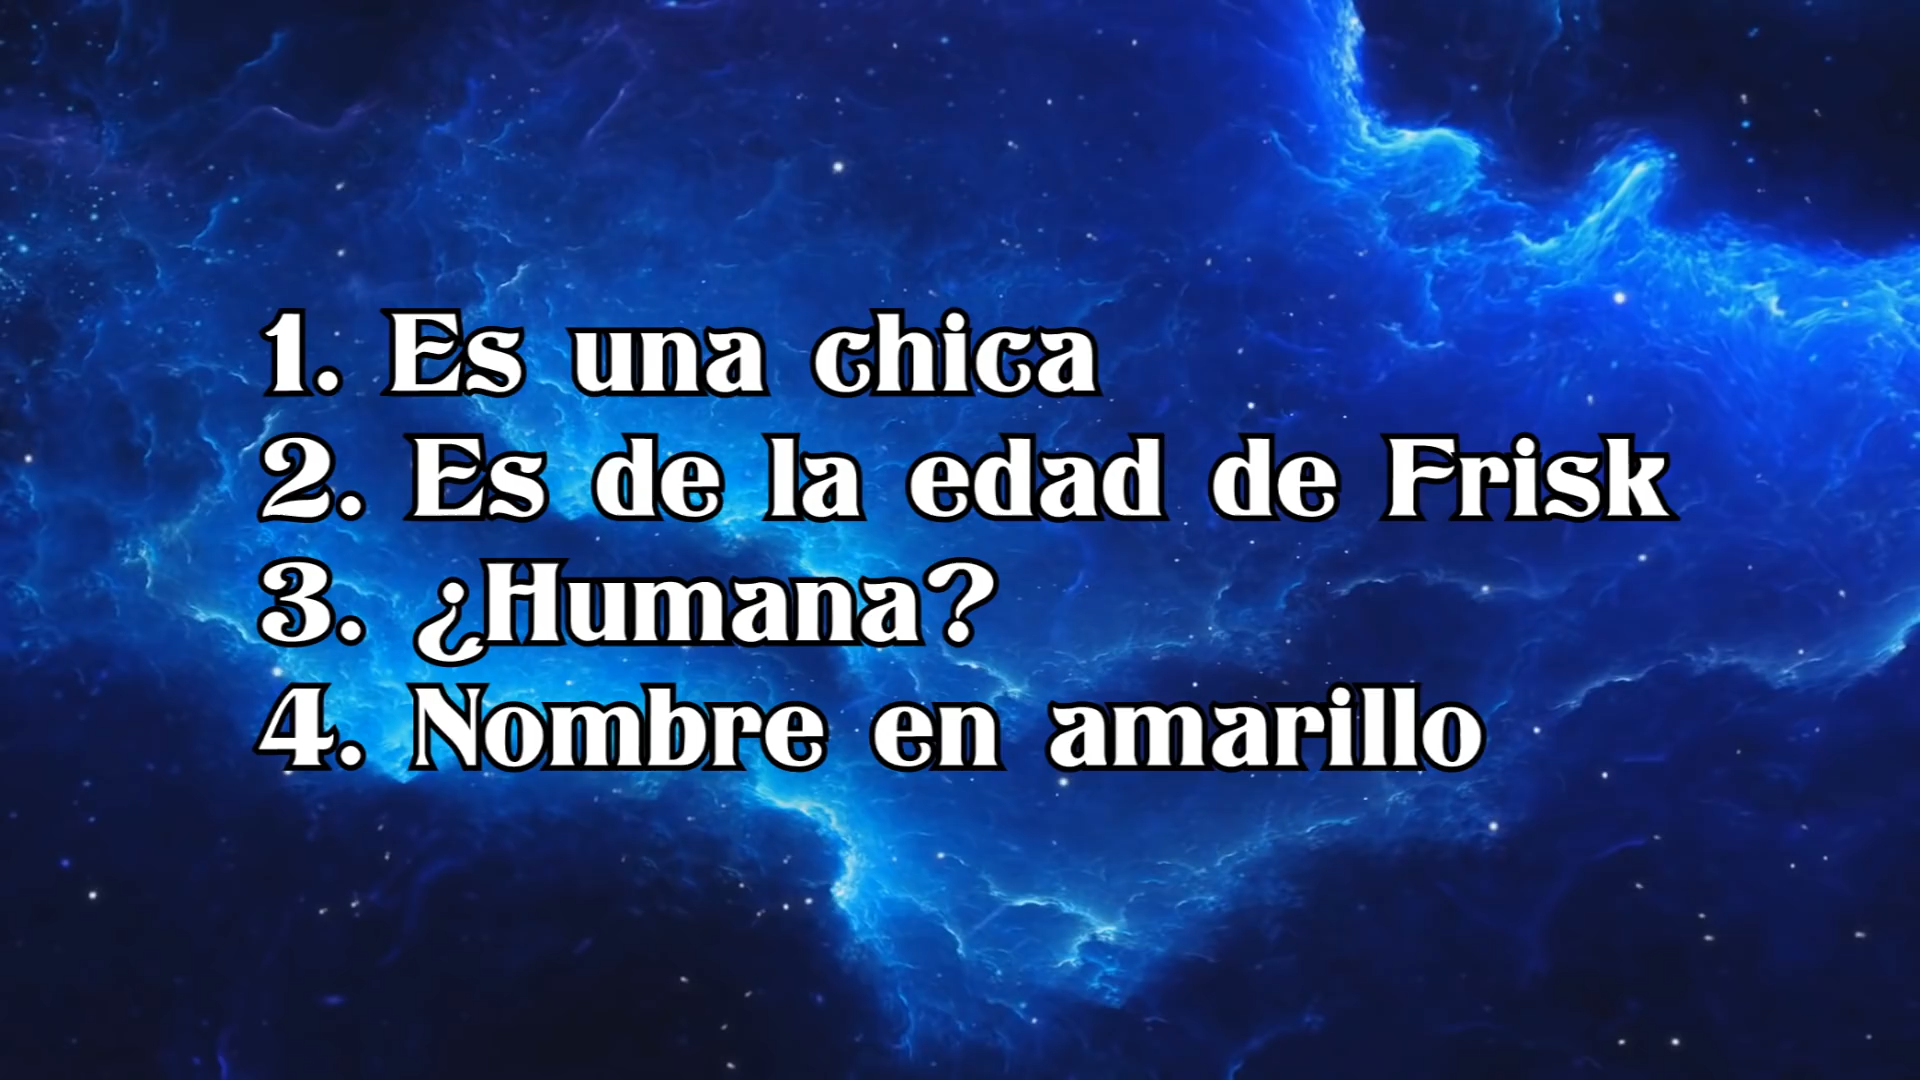 1. Es una chica
2. Es de la edad de Frisk
3. ¿Humana?
4. Nombre en amarillo